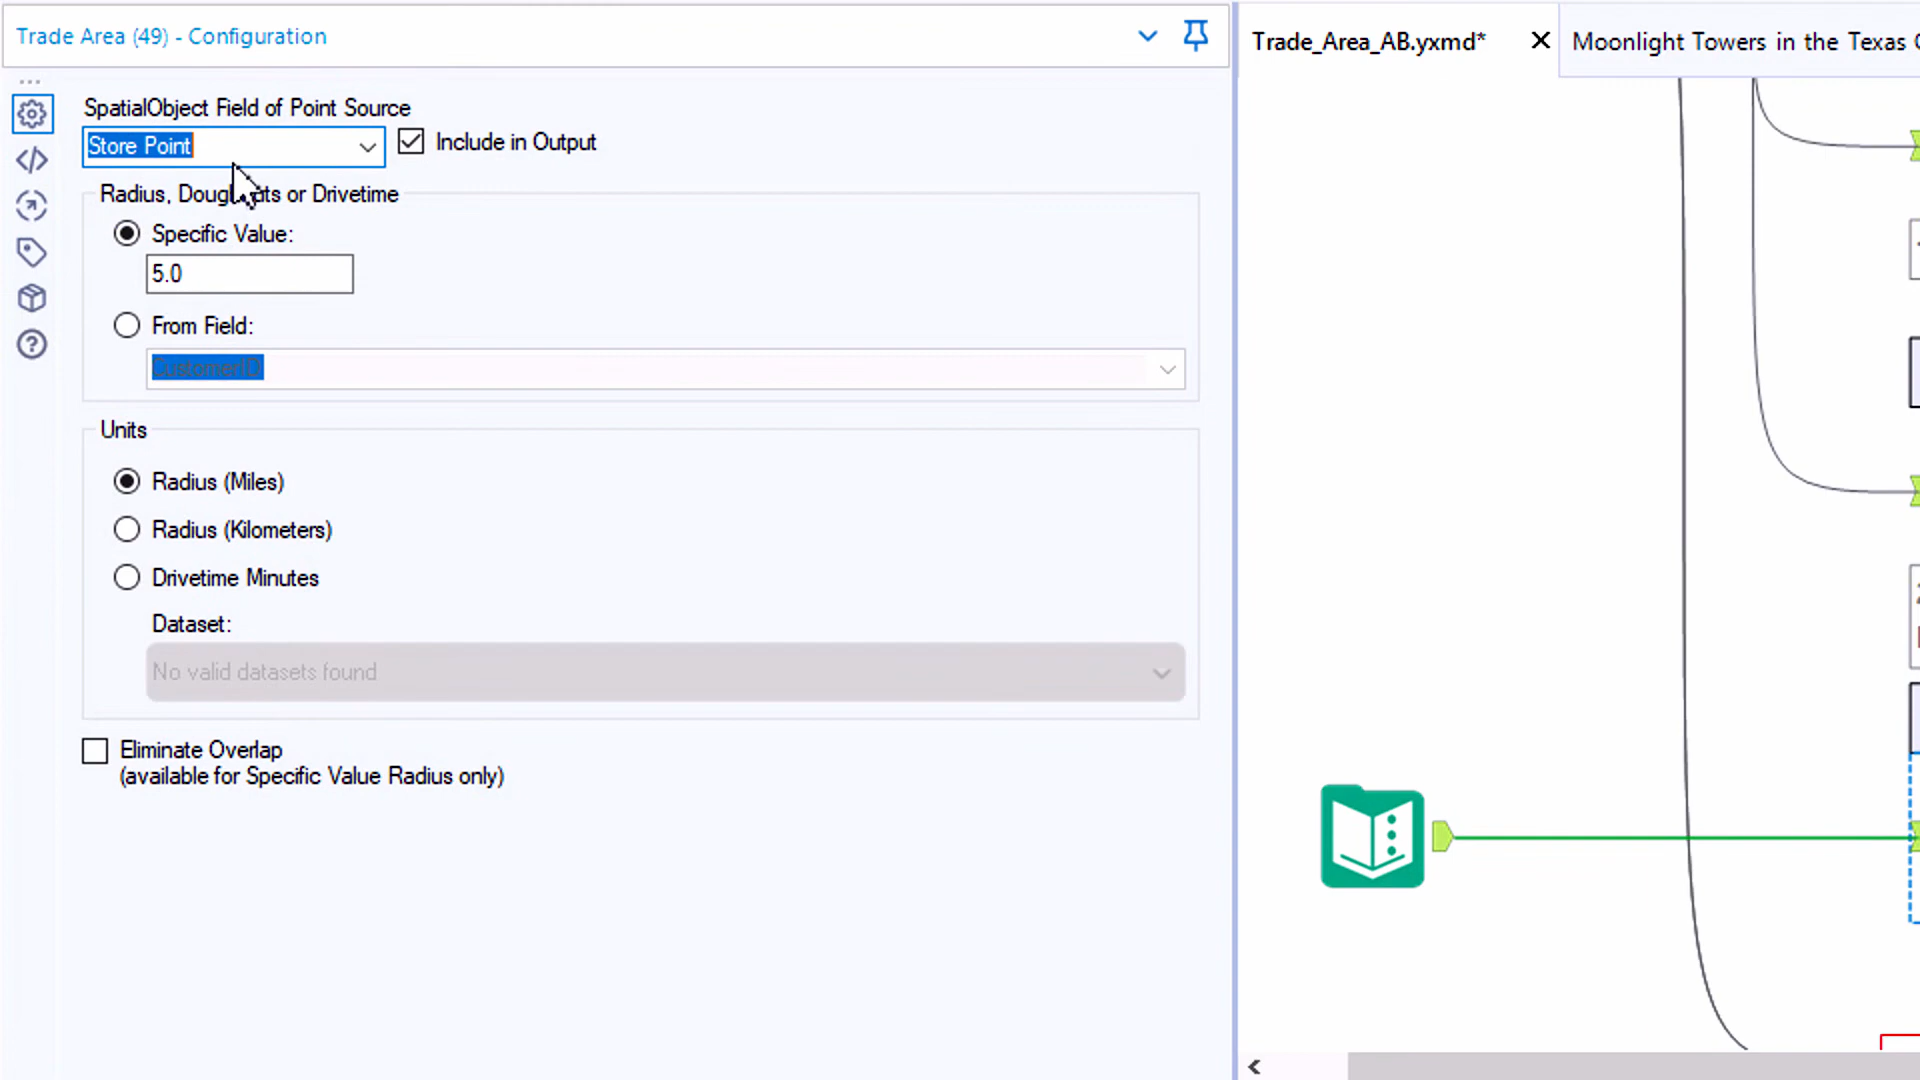 Trade Area (49) - Configuration
SpatialObject Field of Point Source
Store Point
Include in Output
Radius, Doughnuts or Drivetime
Specific Value:
5.0
From Field:
CustomerID
Units
Radius (Miles)
Radius (Kilometers)
Drivetime Minutes
Dataset:
No valid datasets found
Eliminate Overlap
(available for Specific Value Radius only)
Trade_Area_AB.yxmd*
Moonlight Towers in the Texas